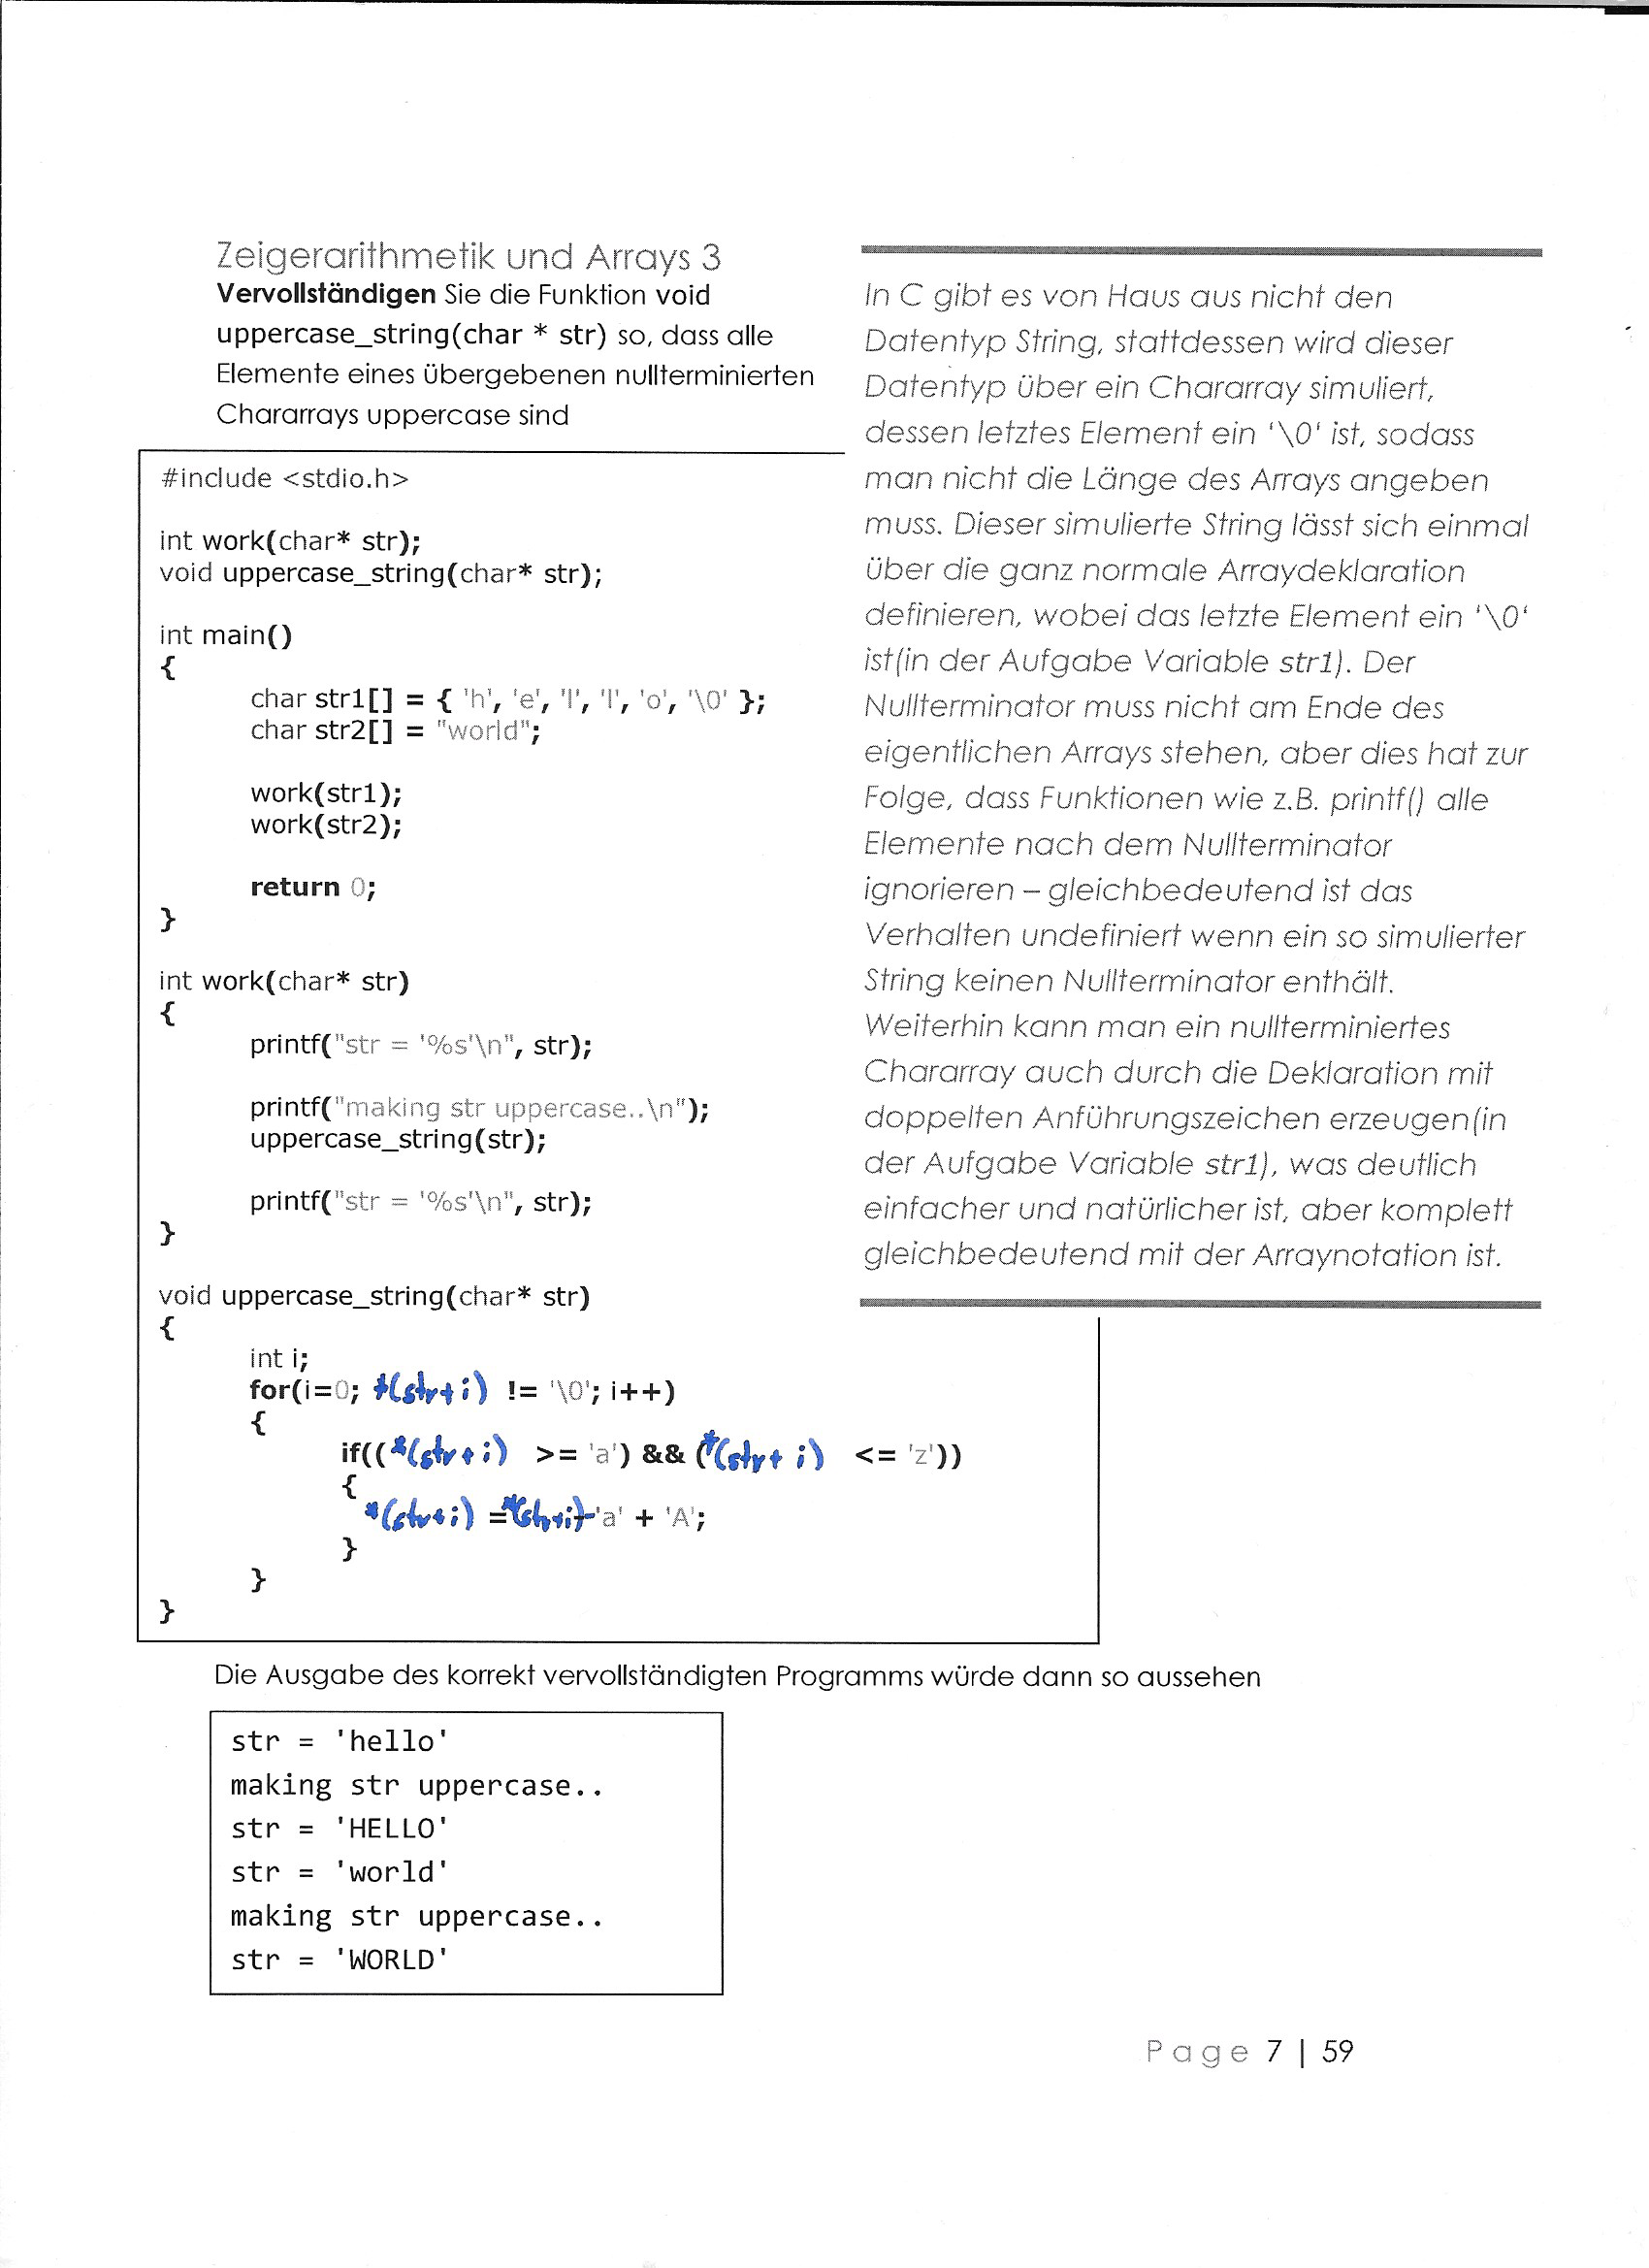 Zeigerarithmetik und Arrays 3
Vervollständigen Sie die Funktion void
uppercase_string(char * str) so, dass alle
Elemente eines übergebenen nullterminierten
Chararrays uppercase sind
#include <stdio.h>
int work(char* str);
void uppercase_string(char* str);
int main()
{
char str1[] = { 'h', 'e', 'l', 'l', 'o', '\0' };
char str2[] = "world";
work(str1);
work(str2);
return 0;
}
int work(char* str)
{
printf("str = '%s'\n", str);
printf("making str uppercase..\n");
uppercase_string(str);
printf("str = '%s'\n", str);
}
void uppercase_string(char* str)
{
int i;
for(i=0; *(str+i) != '\0'; i++)
{
if((*(str+i) >= 'a') && (*(str+i) <= 'z'))
{
*(str+i) = *(str+i)-'a' + 'A';
}
}
}
In C gibt es von Haus aus nicht den
Datentyp String, stattdessen wird dieser
Datentyp über ein Chararray simuliert,
dessen letztes Element ein '\0' ist, sodass
man nicht die Länge des Arrays angeben
muss. Dieser simulierte String lässt sich einmal
über die ganz normale Arraydeklaration
definieren, wobei das letzte Element ein '\0'
ist(in der Aufgabe Variable str1). Der
Nullterminator muss nicht am Ende des
eigentlichen Arrays stehen, aber dies hat zur
Folge, dass Funktionen wie z.B. printf() alle
Elemente nach dem Nullterminator
ignorieren – gleichbedeutend ist das
Verhalten undefiniert wenn ein so simulierter
String keinen Nullterminator enthält.
Weiterhin kann man ein nullterminiertes
Chararray auch durch die Deklaration mit
doppelten Anführungszeichen erzeugen(in
der Aufgabe Variable str1), was deutlich
einfacher und natürlicher ist, aber komplett
gleichbedeutend mit der Arraynotation ist.
Die Ausgabe des korrekt vervollständigten Programms würde dann so aussehen
str = 'hello'
making str uppercase..
str = 'HELLO'
str = 'world'
making str uppercase..
str = 'WORLD'
Page 7 | 59